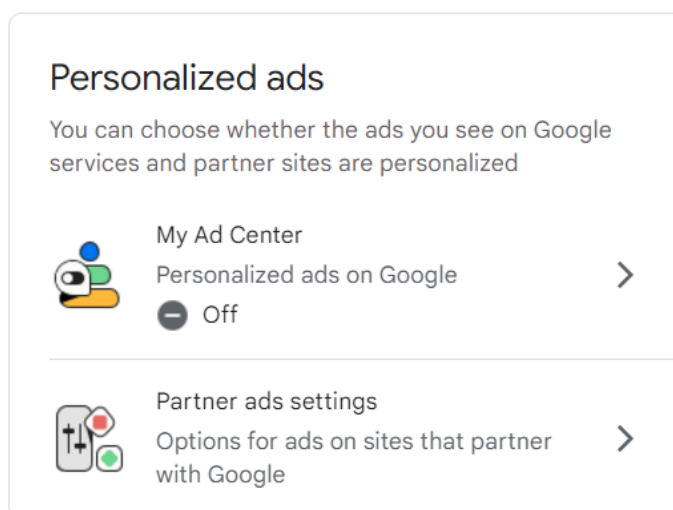 Personalized ads
You can choose whether the ads you see on Google
services and partner sites are personalized
My Ad Center
Personalized ads on Google
Off
Partner ads settings
Options for ads on sites that partner
with Google